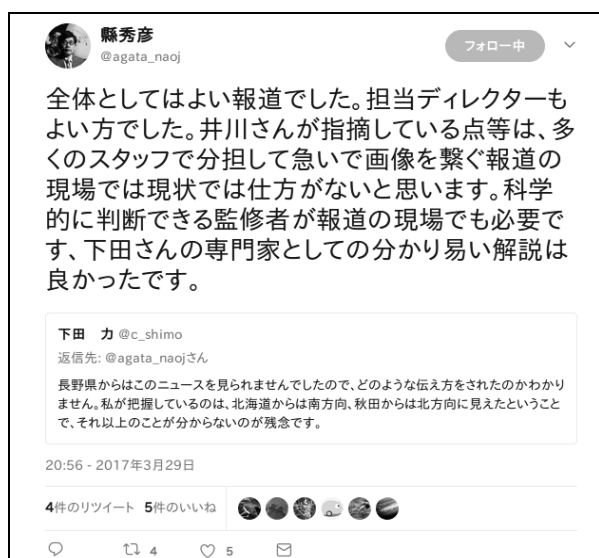 縣秀彦
@agata_naoj
フォロー中
全体としてはよい報道でした。担当ディレクターも
よい方でした。井川さんが指摘している点等は、多
くのスタッフで分担して急いで画像を繋ぐ報道の
現場では現状では仕方がないと思います。科学
的に判断できる監修者が報道の現場でも必要で
す、下田さんの専門家としての分かり易い解説は
良かったです。
下田　力 @c_shimo
返信先: @agata_naojさん
長野県からはこのニュースを見られませんでしたので、どのような伝え方をされたのかわかり
ません。私が把握しているのは、北海道からは南方向、秋田からは北方向に見えたということ
で、それ以上のことが分からないのが残念です。
20:56 - 2017年3月29日
4件のリツイート 5件のいいね
4 5